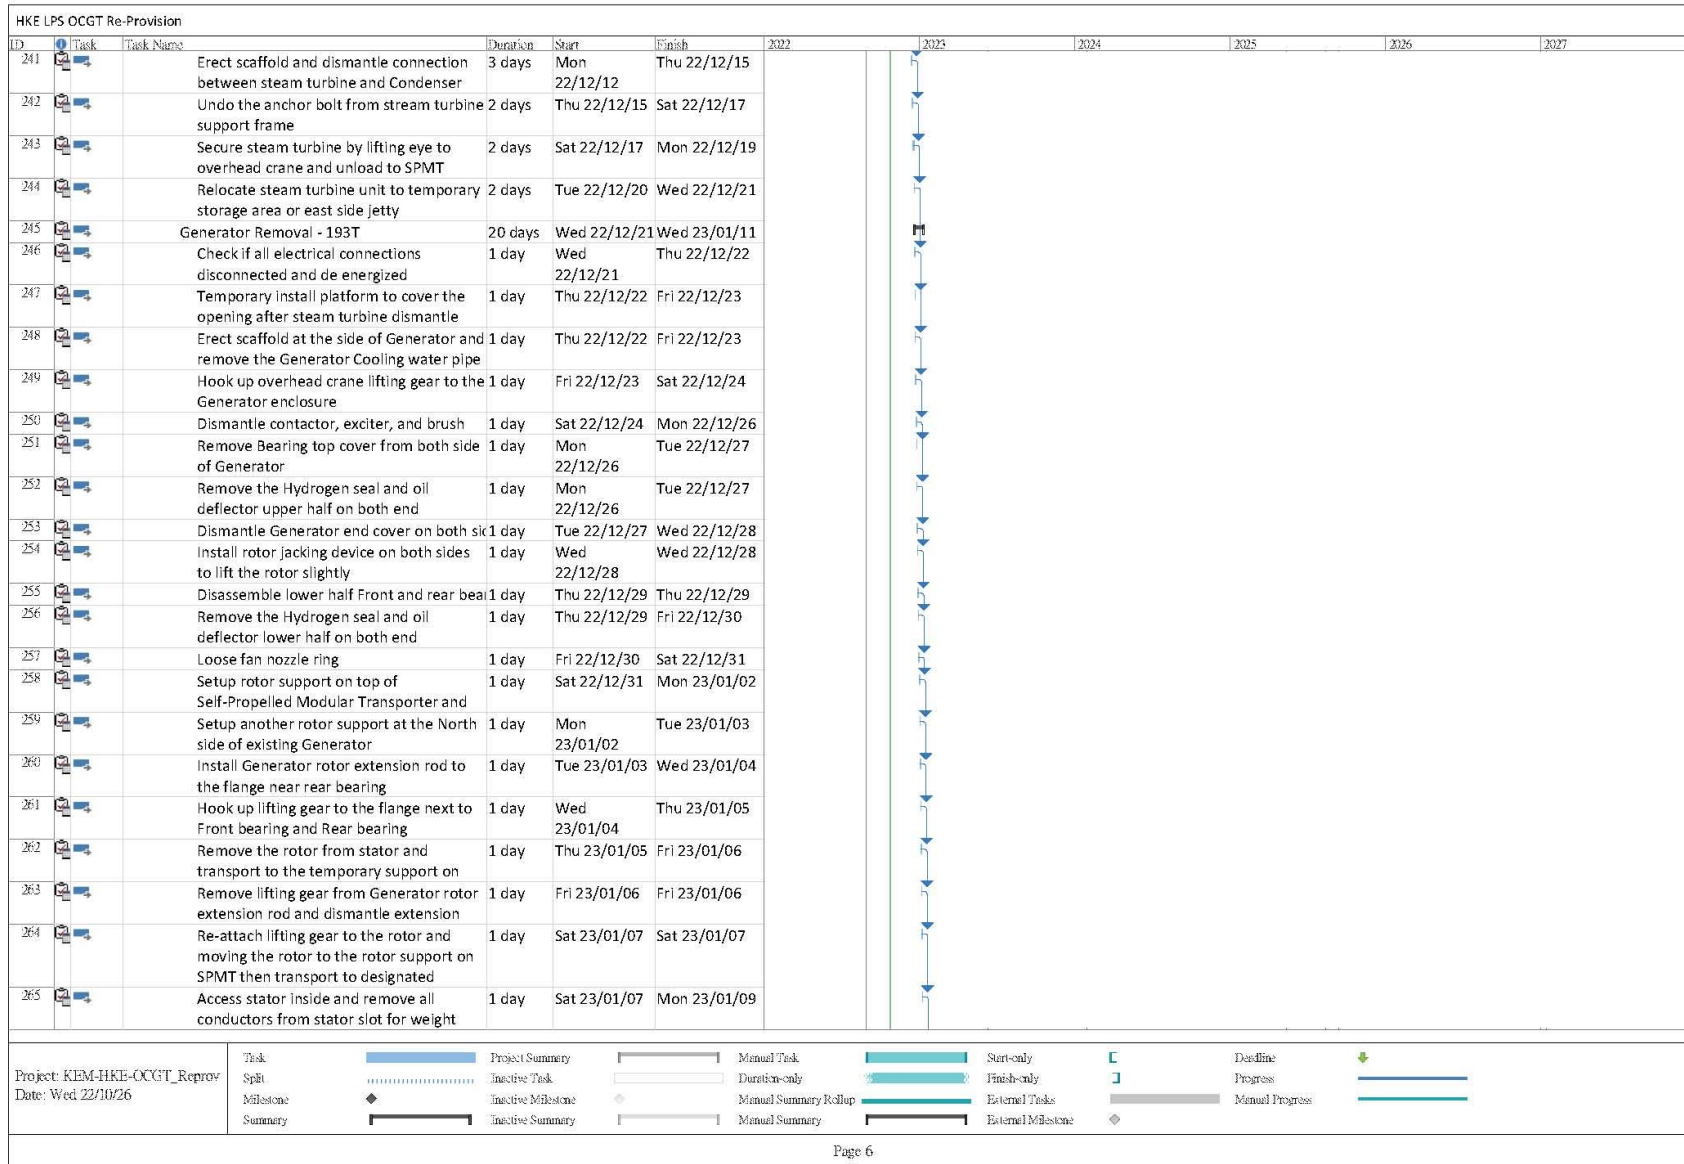 HKE LPS OCGT Re-Provision
ID Task Task Name Duration Start Finish 2022 2023 2024 2025 2026 2027
241 Erect scaffold and dismantle connection 3 days Mon Thu 22/12/15
between steam turbine and Condenser 22/12/12
242 Undo the anchor bolt from stream turbine 2 days Thu 22/12/15 Sat 22/12/17
support frame
243 Secure steam turbine by lifting eye to 2 days Sat 22/12/17 Mon 22/12/19
overhead crane and unload to SPMT
244 Relocate steam turbine unit to temporary 2 days Tue 22/12/20 Wed 22/12/21
storage area or east side jetty
245 Generator Removal - 193T 20 days Wed 22/12/21 Wed 23/01/11
246 Check if all electrical connections 1 day Wed Thu 22/12/22
disconnected and de energized 22/12/21
247 Temporary install platform to cover the 1 day Thu 22/12/22 Fri 22/12/23
opening after steam turbine dismantle
248 Erect scaffold at the side of Generator and 1 day Thu 22/12/22 Fri 22/12/23
remove the Generator Cooling water pipe
249 Hook up overhead crane lifting gear to the 1 day Fri 22/12/23 Sat 22/12/24
Generator enclosure
250 Dismantle contactor, exciter, and brush 1 day Sat 22/12/24 Mon 22/12/26
251 Remove Bearing top cover from both side 1 day Mon Tue 22/12/27
of Generator 22/12/26
252 Remove the Hydrogen seal and oil 1 day Mon Tue 22/12/27
deflector upper half on both end 22/12/26
253 Dismantle Generator end cover on both sic 1 day Tue 22/12/27 Wed 22/12/28
254 Install rotor jacking device on both sides 1 day Wed Wed 22/12/28
to lift the rotor slightly 22/12/28
255 Disassemble lower half Front and rear bear 1 day Thu 22/12/29 Thu 22/12/29
256 Remove the Hydrogen seal and oil 1 day Thu 22/12/29 Fri 22/12/30
deflector lower half on both end
257 Loose fan nozzle ring 1 day Fri 22/12/30 Sat 22/12/31
258 Setup rotor support on top of 1 day Sat 22/12/31 Mon 23/01/02
Self-Propelled Modular Transporter and
259 Setup another rotor support at the North 1 day Mon Tue 23/01/03
side of existing Generator 23/01/02
260 Install Generator rotor extension rod to 1 day Tue 23/01/03 Wed 23/01/04
the flange near rear bearing
261 Hook up lifting gear to the flange next to 1 day Wed Thu 23/01/05
Front bearing and Rear bearing 23/01/04
262 Remove the rotor from stator and 1 day Thu 23/01/05 Fri 23/01/06
transport to the temporary support on
263 Remove lifting gear from Generator rotor 1 day Fri 23/01/06 Fri 23/01/06
extension rod and dismantle extension
264 Re-attach lifting gear to the rotor and 1 day Sat 23/01/07 Sat 23/01/07
moving the rotor to the rotor support on
SPMT then transport to designated
265 Access stator inside and remove all 1 day Sat 23/01/07 Mon 23/01/09
conductors from stator slot for weight
Project: KEM-HKE-OCGT_Reprov
Date: Wed 22/10/26
Task Project Summary Manual Task Start-only Deadline
Split Inactive Task Duration-only Finish-only Progress
Milestone Inactive Milestone Manual Summary Rollup External Tasks Manual Progress
Summary Inactive Summary Manual Summary External Milestone
Page 6